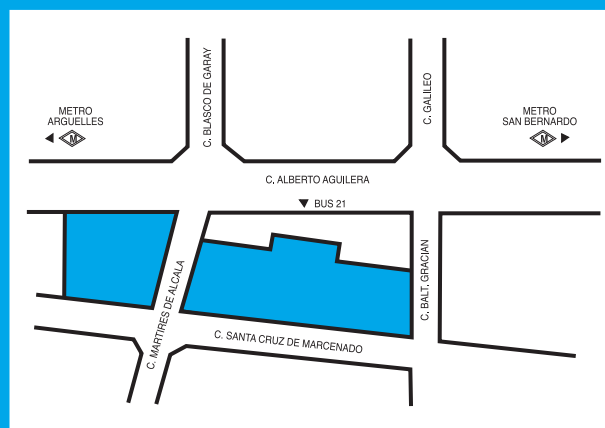 C. BLASCO DE GARAY
C. GALILEO
METRO
ARGUELLES
M
METRO
SAN BERNARDO
M
C. ALBERTO AGUILERA
BUS 21
C. MARTIRES DE ALCALA
C. BALT. GRACIAN
C. SANTA CRUZ DE MARCENADO